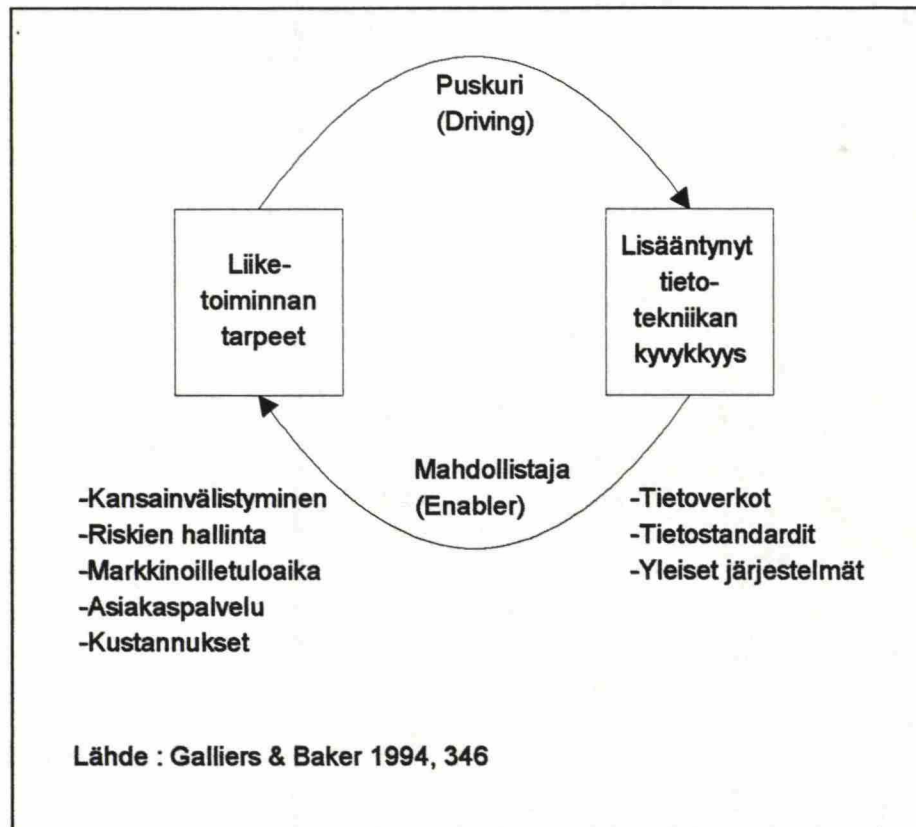 Puskuri
(Driving)
Liike-
toiminnan
tarpeet
Lisääntynyt
tieto-
tekniikan
kyvykkyys
Mahdollistaja
(Enabler)
-Kansainvälistyminen
-Riskien hallinta
-Markkinoilletuloaika
-Asiakaspalvelu
-Kustannukset
-Tietoverkot
-Tietostandardit
-Yleiset järjestelmät
Lähde : Galliers & Baker 1994, 346